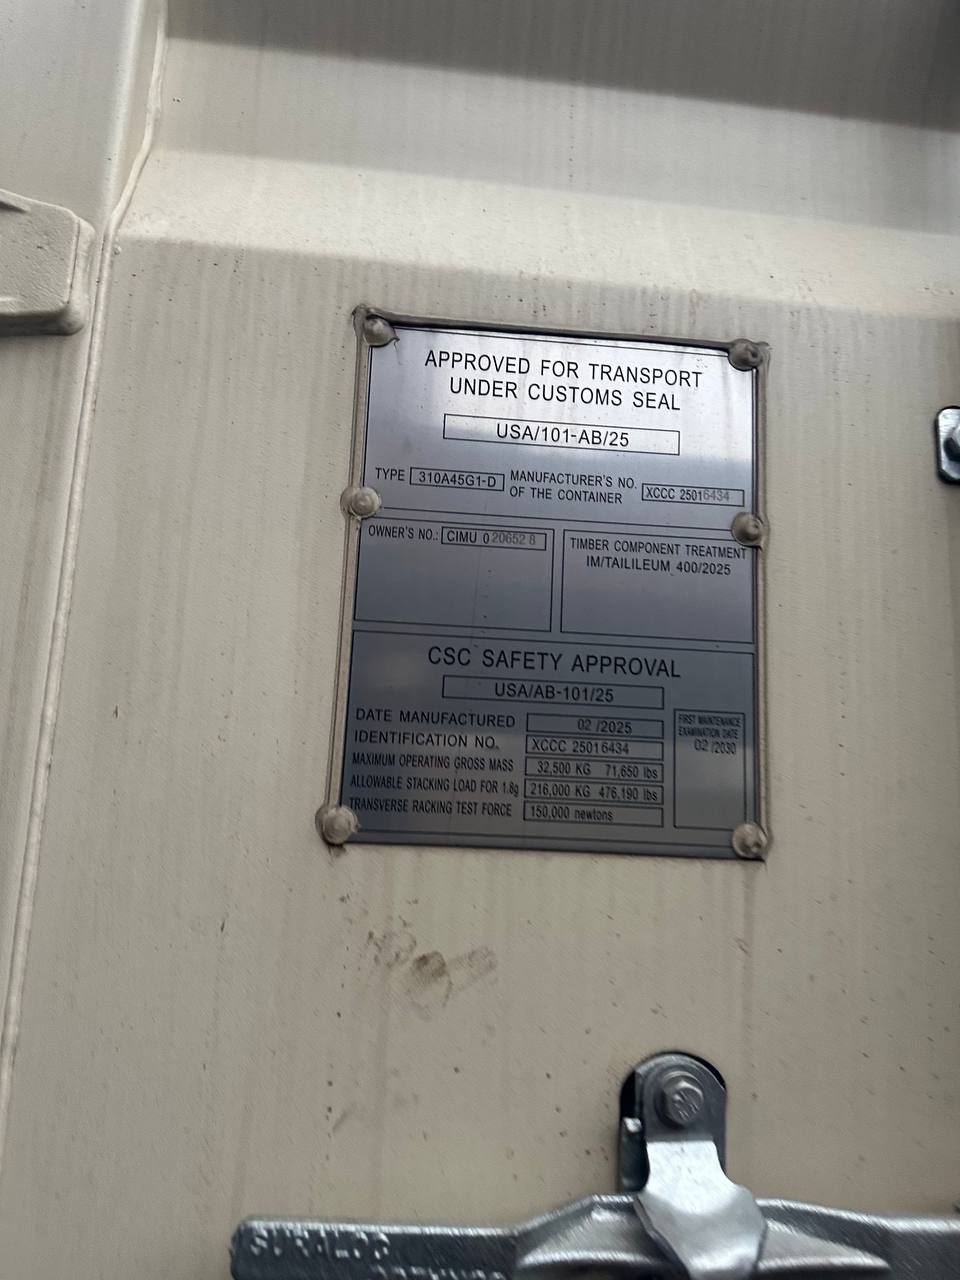 APPROVED FOR TRANSPORT
UNDER CUSTOMS SEAL
USA/101-AB/25
TYPE 310A45G1-D MANUFACTURER'S NO. OF THE CONTAINER XCCC 25016434
OWNER'S NO.: CIMU 0 20652 8
TIMBER COMPONENT TREATMENT
IM/TAILILEUM 400/2025
CSC SAFETY APPROVAL
USA/AB-101/25
DATE MANUFACTURED 02 /2025
IDENTIFICATION NO. XCCC 25016434
MAXIMUM OPERATING GROSS MASS 32,500 KG 71,650 lbs
ALLOWABLE STACKING LOAD FOR 1.8g 216,000 KG 476,190 lbs
TRANSVERSE RACKING TEST FORCE 150,000 newtons
FIRST MAINTENANCE
EXAMINATION DATE
02 /2030